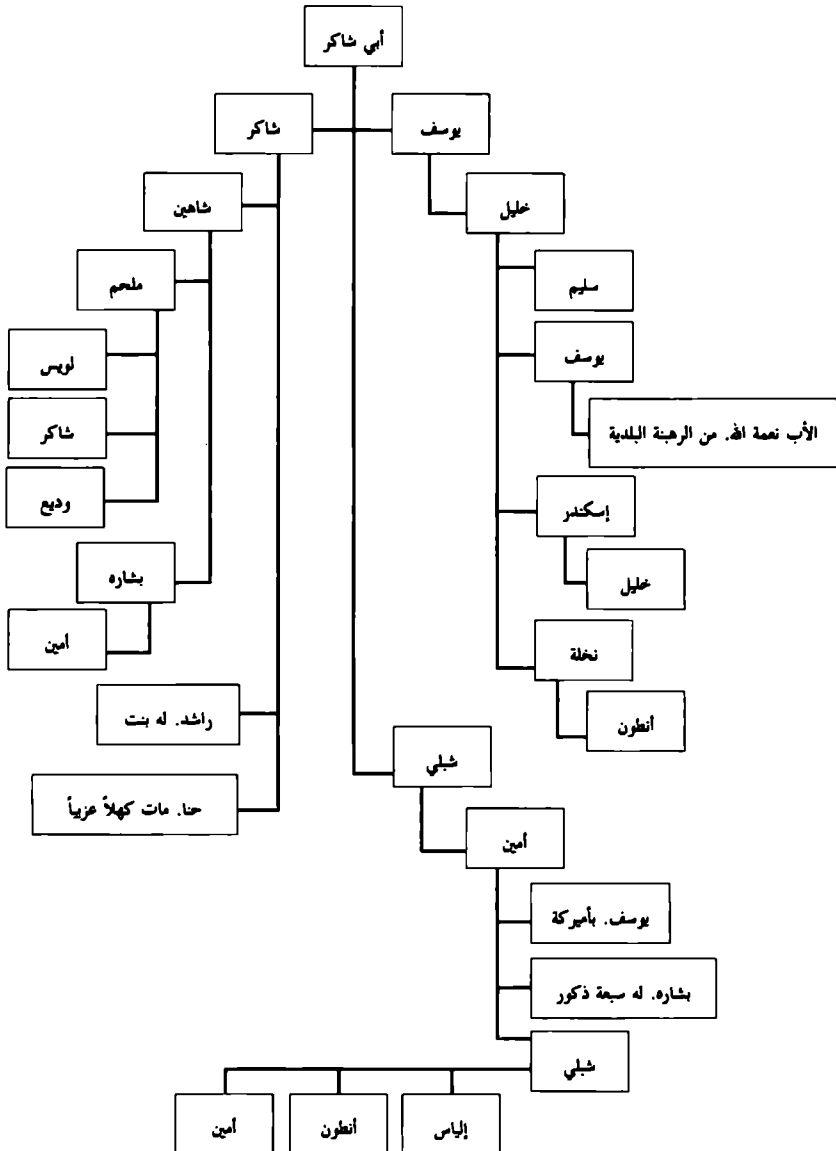 أبي شاكر
يوسف
شاكر
خليل
شاهين
سليم
ملحم
يوسف
لويس
الأب نعمة الله. من الرهبنة البلدية
شاكر
إسكندر
وديع
خليل
بشاره
نخلة
أمين
أنطون
راشد. له بنت
شبلي
حنا. مات كهلاً عزبياً
أمين
يوسف. بأميركة
بشاره. له سبعة ذكور
شبلي
إلياس
أنطون
أمين